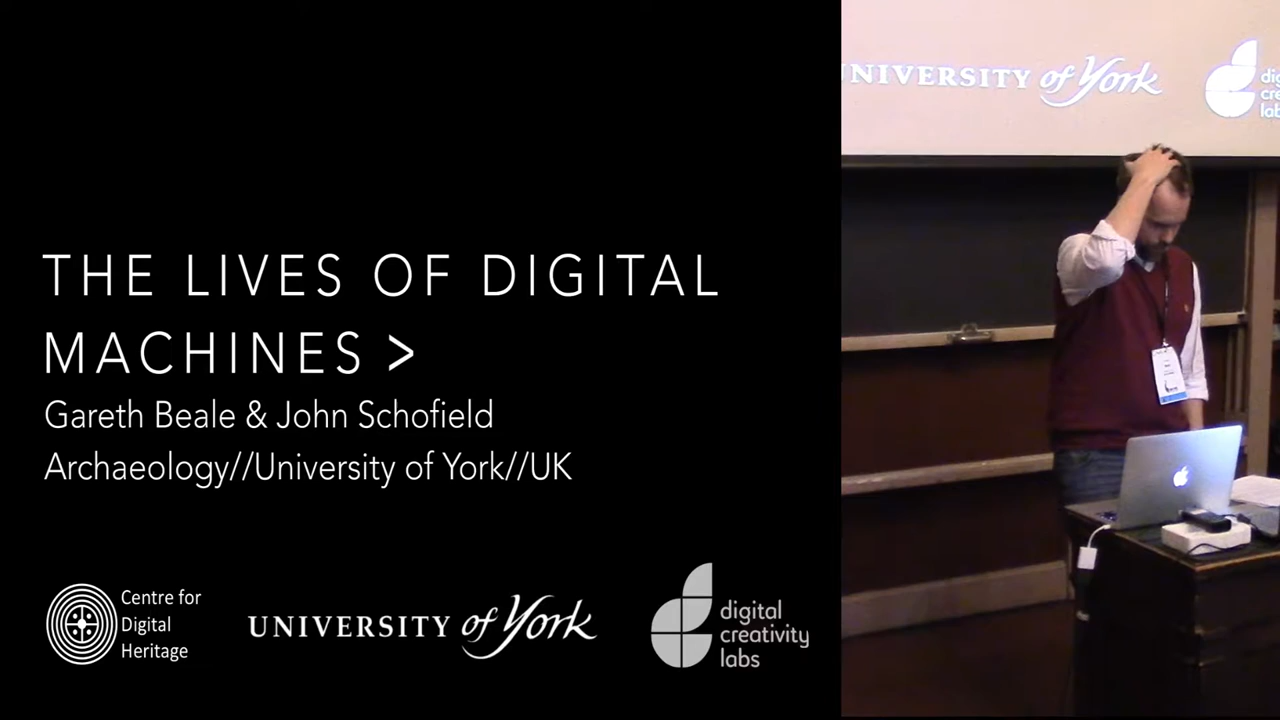 THE LIVES OF DIGITAL
MACHINES >
Gareth Beale & John Schofield
Archaeology//University of York//UK
Centre for
Digital
Heritage
UNIVERSITY of York
digital
creativity
labs
UNIVERSITY of York